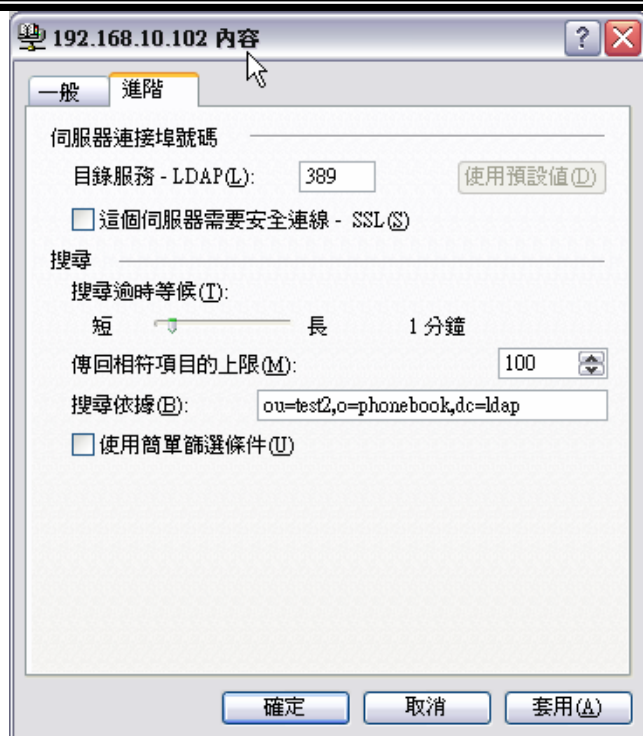 192.168.10.102 內容
一般 進階
伺服器連接埠號碼
目錄服務 - LDAP(L): 389 使用預設值(D)
這個伺服器需要安全連線 - SSL(S)
搜尋
搜尋逾時等候(T):
短 長 1 分鐘
傳回相符項目的上限(M): 100
搜尋依據(B): ou=test2,o=phonebook,dc=ldap
使用簡單篩選條件(U)
確定 取消 套用(A)